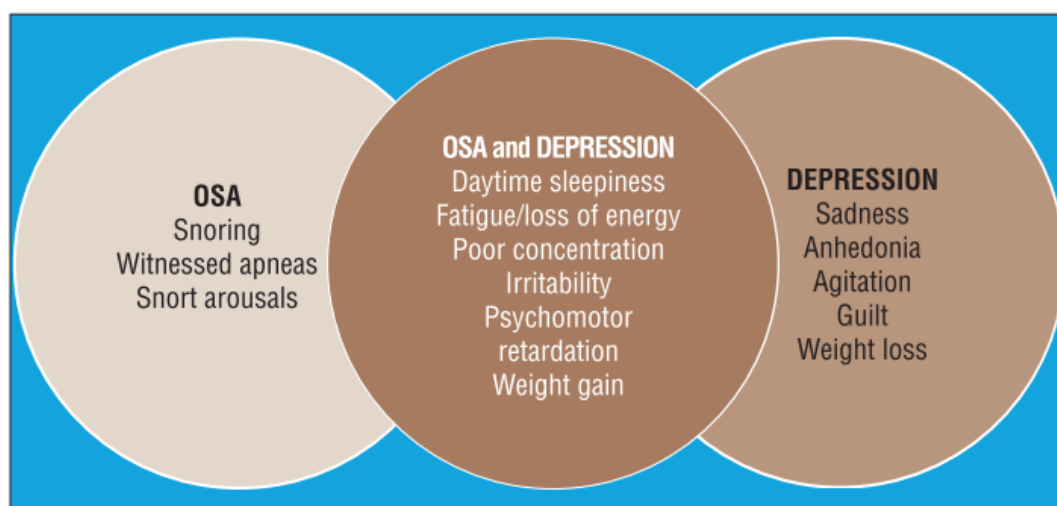 OSA
Snoring
Witnessed apneas
Snort arousals
OSA and DEPRESSION
Daytime sleepiness
Fatigue/loss of energy
Poor concentration
Irritability
Psychomotor
retardation
Weight gain
DEPRESSION
Sadness
Anhedonia
Agitation
Guilt
Weight loss